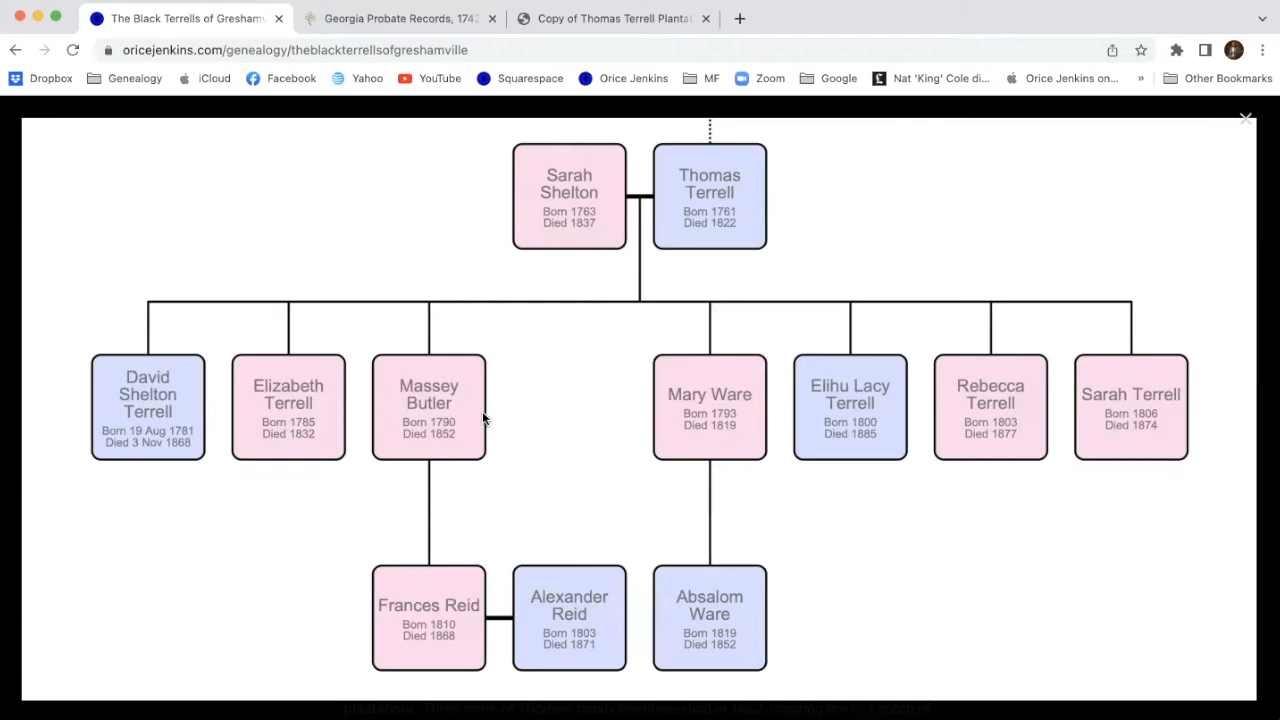 The Black Terrells of Greshamv
Georgia Probate Records, 1742
Copy of Thomas Terrell Planta
oricejenkins.com/genealogy/theblackterrellsofgreshamville
Dropbox
Genealogy
iCloud
Facebook
Yahoo
YouTube
Squarespace
Orice Jenkins
MF
Zoom
Google
Nat 'King' Cole di...
Orice Jenkins on...
»
Other Bookmarks
Sarah
Shelton
Born 1763
Died 1837
Thomas
Terrell
Born 1761
Died 1822
David
Shelton
Terrell
Born 19 Aug 1781
Died 3 Nov 1868
Elizabeth
Terrell
Born 1785
Died 1832
Massey
Butler
Born 1790
Died 1852
Mary Ware
Born 1793
Died 1819
Elihu Lacy
Terrell
Born 1800
Died 1885
Rebecca
Terrell
Born 1803
Died 1877
Sarah Terrell
Born 1806
Died 1874
Frances Reid
Born 1810
Died 1868
Alexander
Reid
Born 1803
Died 1871
Absalom
Ware
Born 1819
Died 1852